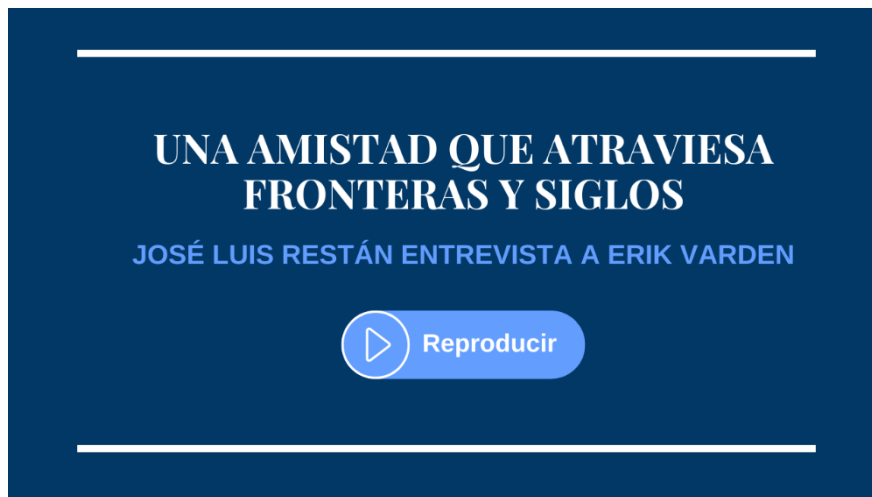 UNA AMISTAD QUE ATRAVIESA
FRONTERAS Y SIGLOS
JOSÉ LUIS RESTÁN ENTREVISTA A ERIK VARDEN
Reproducir